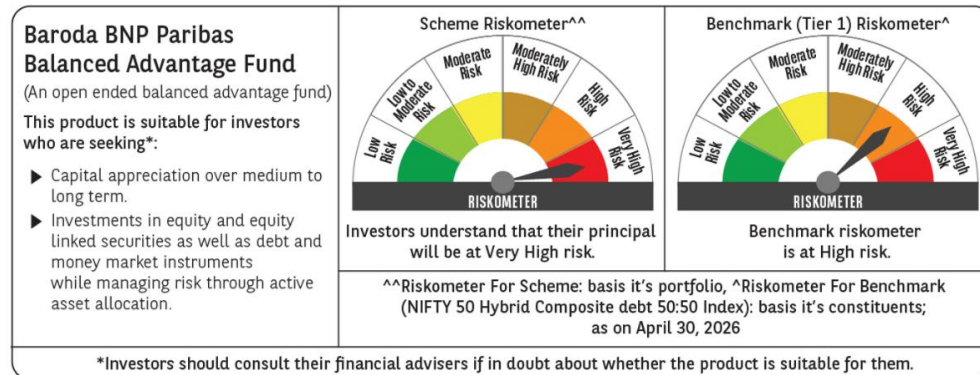 Baroda BNP Paribas
Balanced Advantage Fund
(An open ended balanced advantage fund)
This product is suitable for investors
who are seeking*:
▶ Capital appreciation over medium to
long term.
▶ Investments in equity and equity
linked securities as well as debt and
money market instruments
while managing risk through active
asset allocation.
Scheme Riskometer^^
Low
Risk
Low to
Moderate
Risk
Moderate
Risk
Moderately
High Risk
High
Risk
Very High
Risk
RISKOMETER
Investors understand that their principal
will be at Very High risk.
Benchmark (Tier 1) Riskometer^
Low
Risk
Low to
Moderate
Risk
Moderate
Risk
Moderately
High Risk
High
Risk
Very High
Risk
RISKOMETER
Benchmark riskometer
is at High risk.
^^Riskometer For Scheme: basis it's portfolio, ^Riskometer For Benchmark
(NIFTY 50 Hybrid Composite debt 50:50 Index): basis it's constituents;
as on April 30, 2026
*Investors should consult their financial advisers if in doubt about whether the product is suitable for them.